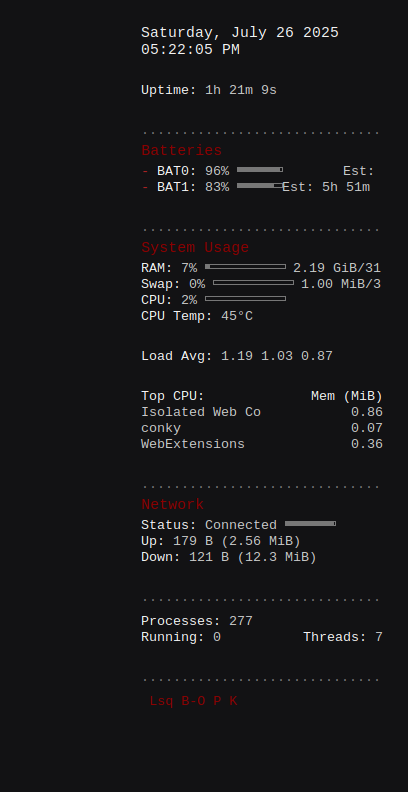 Saturday, July 26 2025
05:22:05 PM
Uptime: 1h 21m 9s
Batteries
- BAT0: 96% Est:
- BAT1: 83% Est: 5h 51m
System Usage
RAM: 7% 2.19 GiB/31
Swap: 0% 1.00 MiB/3
CPU: 2%
CPU Temp: 45°C
Load Avg: 1.19 1.03 0.87
Top CPU: Mem (MiB)
Isolated Web Co 0.86
conky 0.07
WebExtensions 0.36
Network
Status: Connected
Up: 179 B (2.56 MiB)
Down: 121 B (12.3 MiB)
Processes: 277
Running: 0 Threads: 7
Lsq B-O P K